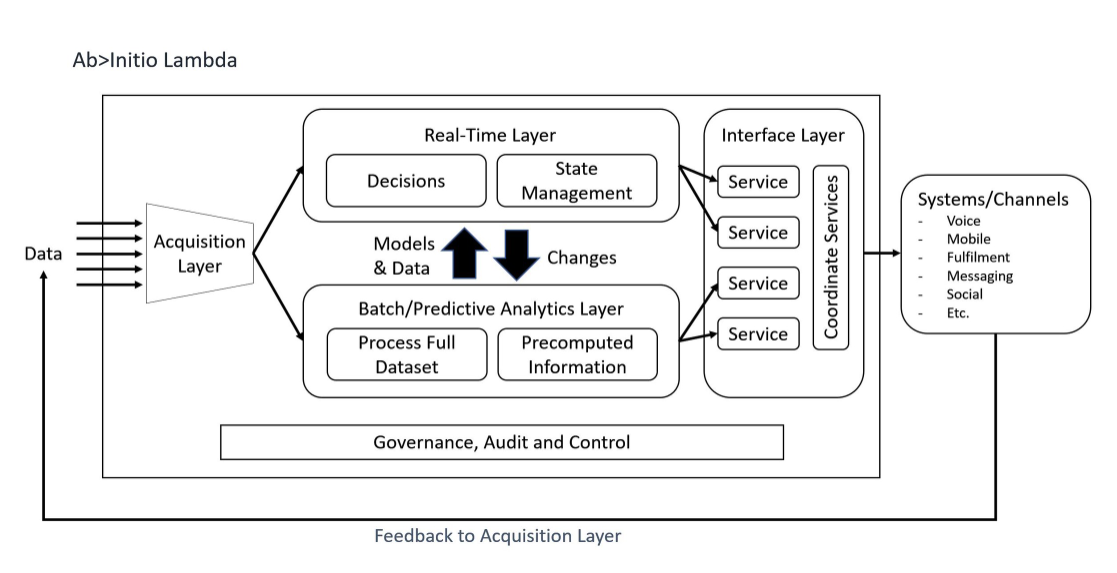 Ab>Initio Lambda
Data
Acquisition
Layer
Real-Time Layer
Decisions
State
Management
Models
& Data
Changes
Batch/Predictive Analytics Layer
Process Full
Dataset
Precomputed
Information
Interface Layer
Service
Service
Service
Service
Coordinate Services
Systems/Channels
- Voice
- Mobile
- Fulfilment
- Messaging
- Social
- Etc.
Governance, Audit and Control
Feedback to Acquisition Layer